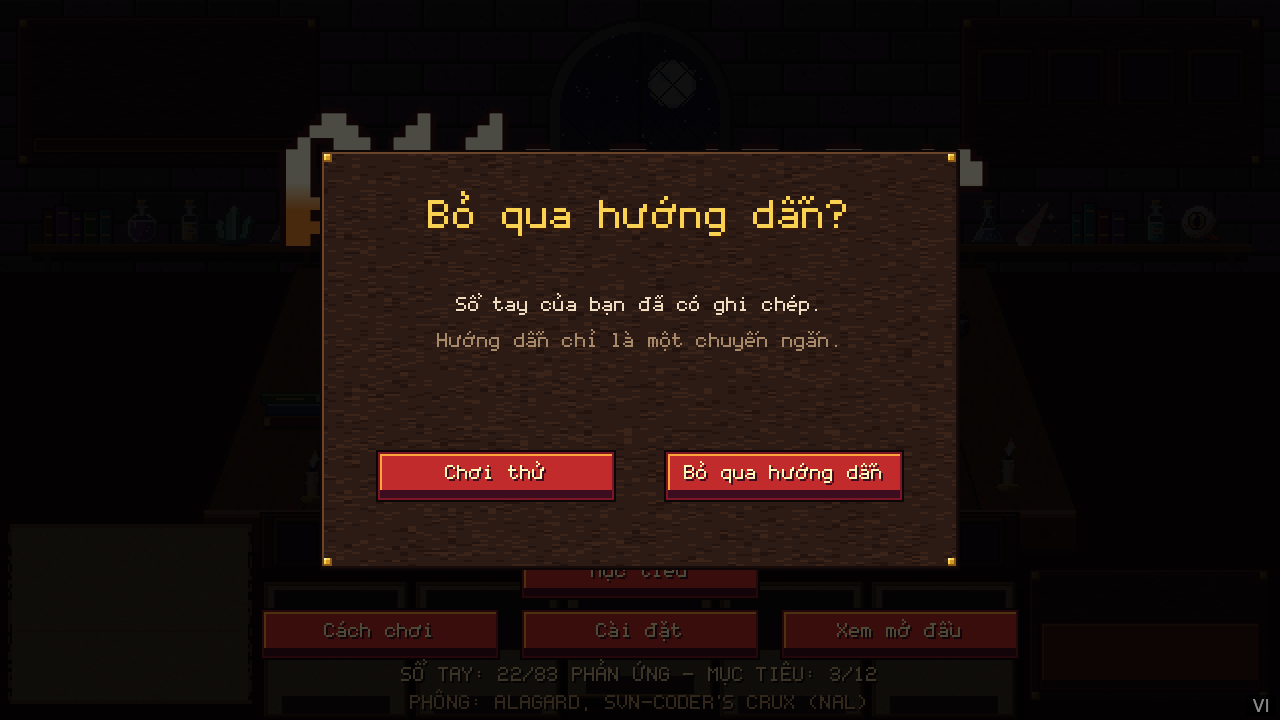 Bỏ qua hướng dẫn?
Sổ tay của bạn đã có ghi chép.
Hướng dẫn chỉ là một chuyến ngắn.
Chơi thử
Bỏ qua hướng dẫn
Mục tiêu
Cách chơi
Cài đặt
Xem mở đầu
SỔ TAY: 22/83 PHẢN ỨNG – MỤC TIÊU: 3/12
PHÔNG: ALAGARD, SVN-CODER'S CRUX (NAL)
VI